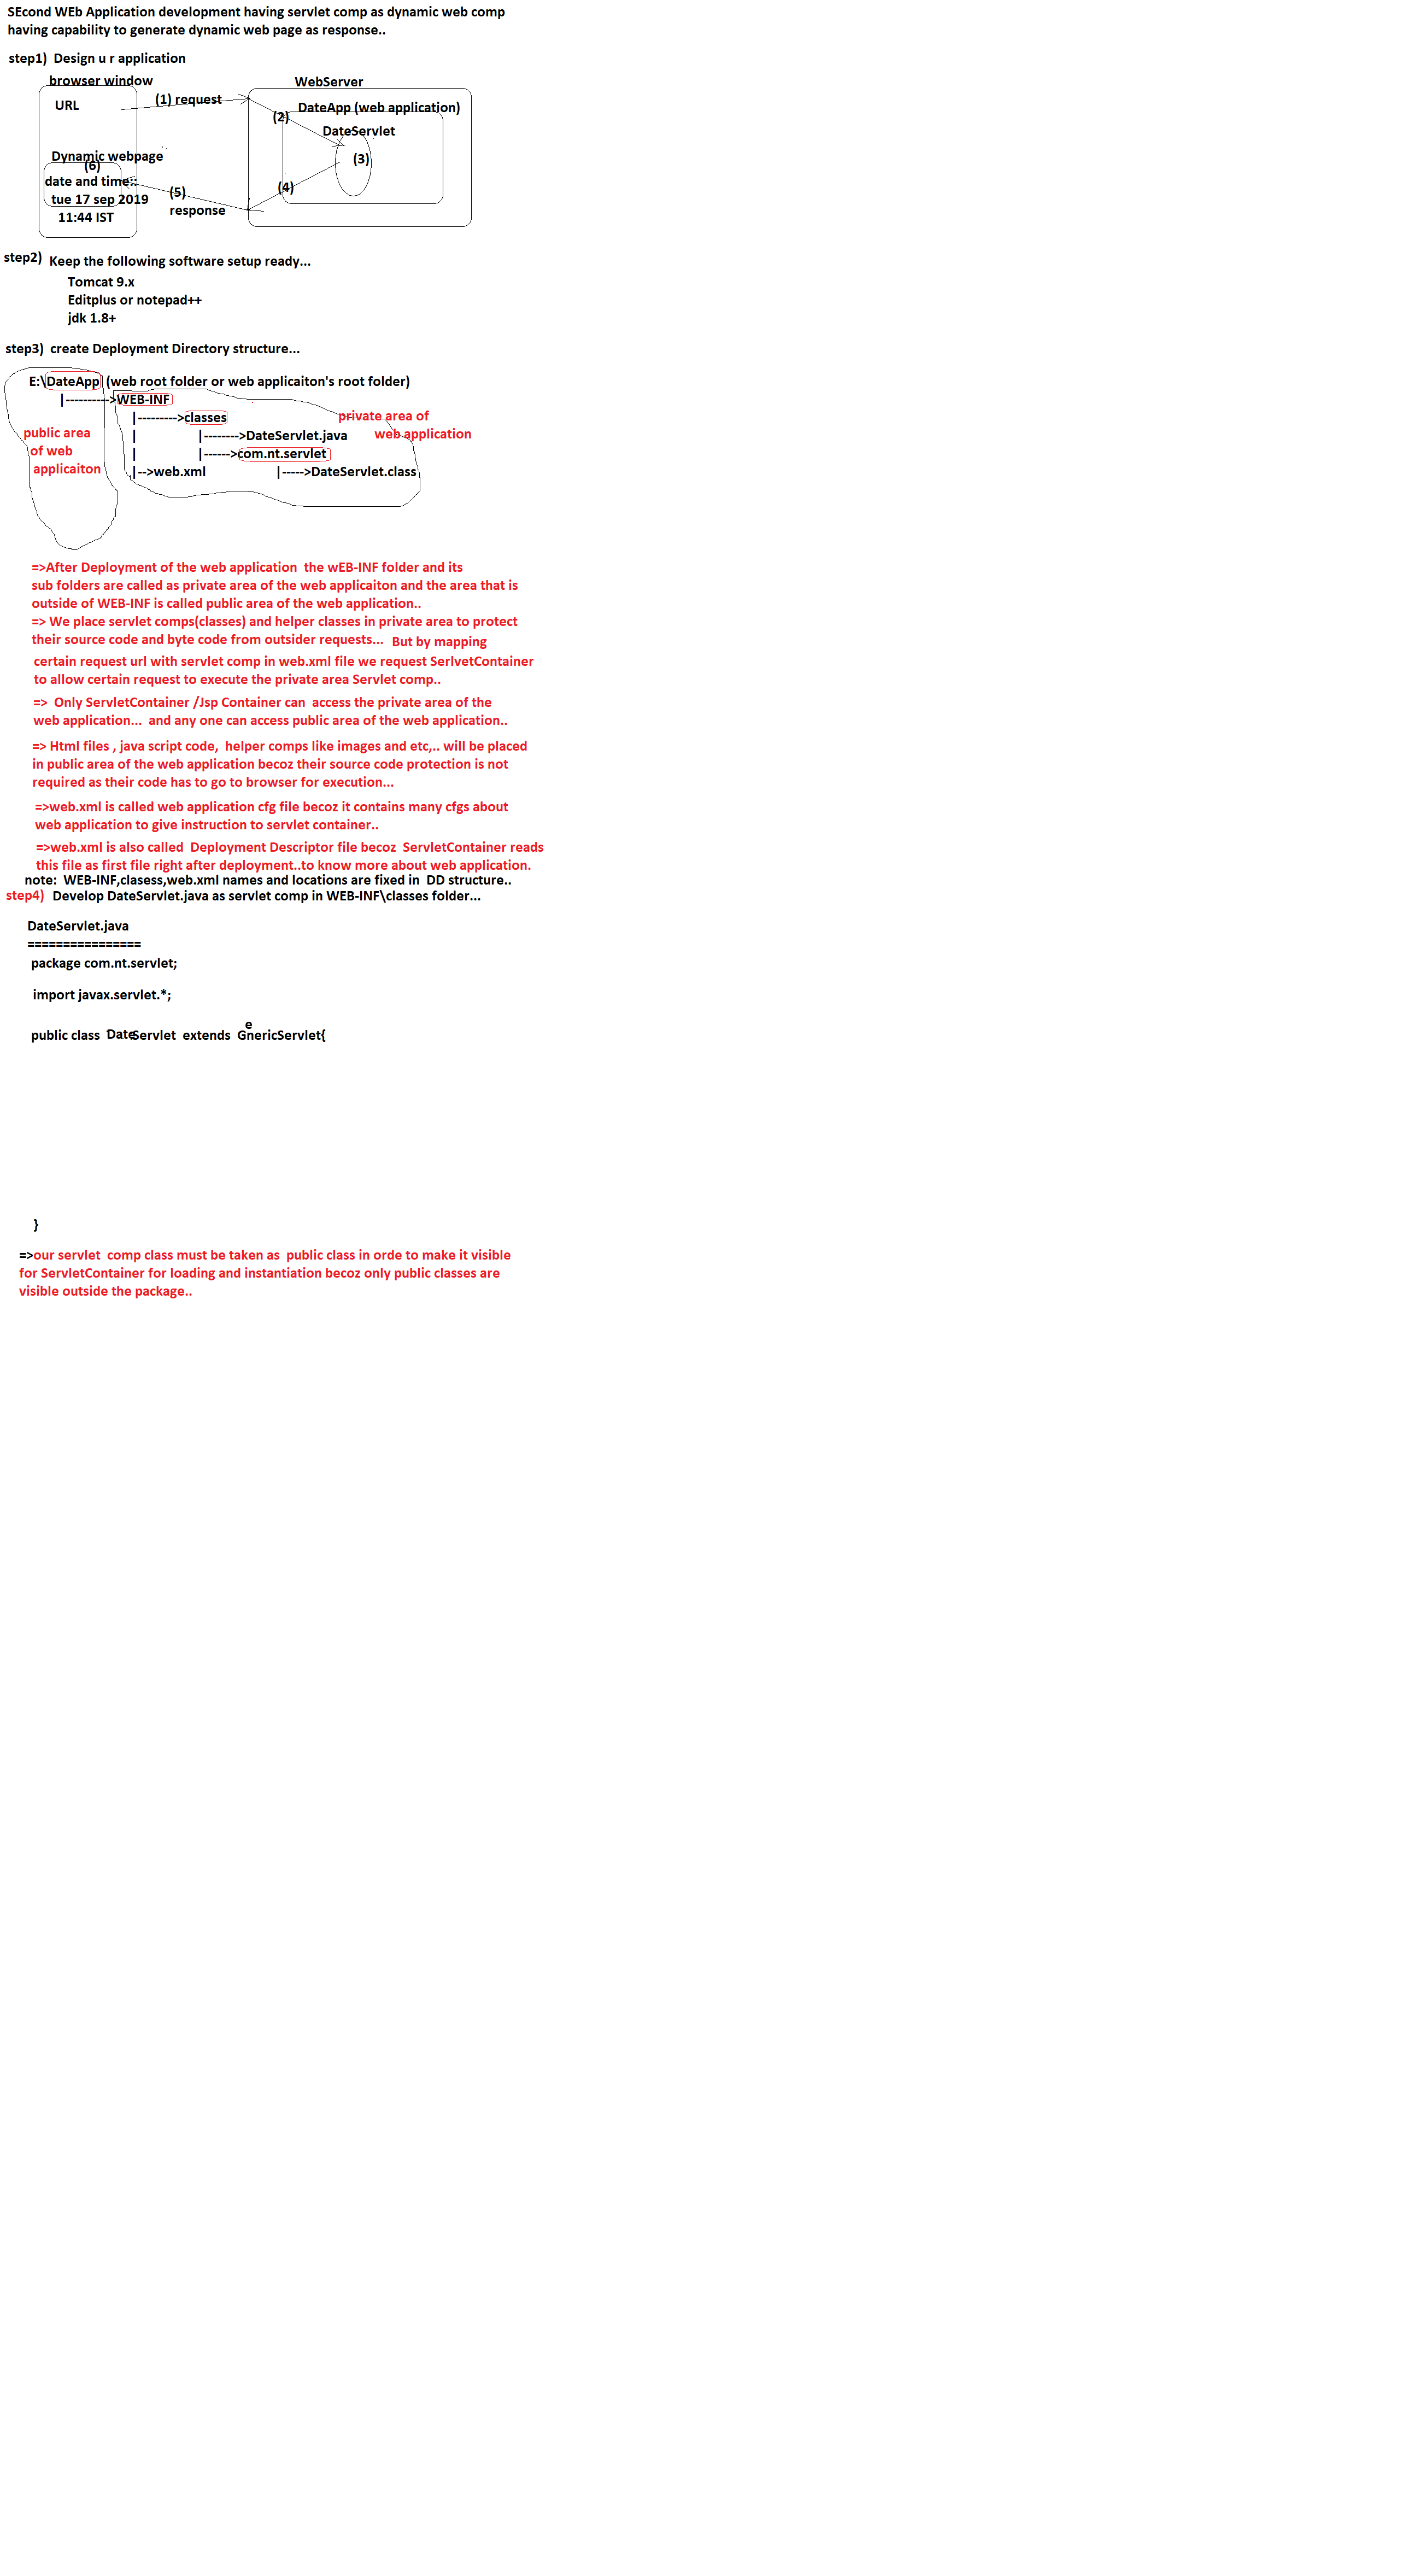 SEcond WEb Application development having servlet comp as dynamic web comp
having capability to generate dynamic web page as response..
step1)  Design u r application
browser window
WebServer
URL
(1) request
DateApp (web application)
(2)
DateServlet
(3)
Dynamic webpage
(6)
date and time::
tue 17 sep 2019
11:44 IST
(4)
(5)
response
step2)  Keep the following software setup ready...
Tomcat 9.x
Editplus or notepad++
jdk 1.8+
step3)  create Deployment Directory structure...
E:\DateApp  (web root folder or web applicaiton's root folder)
|---------->WEB-INF
|--------->classes
private area of
web application
public area
of web
applicaiton
|          |-------->DateServlet.java
|          |------>com.nt.servlet
|-->web.xml          |----->DateServlet.class
=>After Deployment of the web application  the wEB-INF folder and its
sub folders are called as private area of the web applicaiton and the area that is
outside of WEB-INF is called public area of the web application..
=> We place servlet comps(classes) and helper classes in private area to protect
their source code and byte code from outsider requests...  But by mapping
certain request url with servlet comp in web.xml file we request SerlvetContainer
to allow certain request to execute the private area Servlet comp..
=>  Only ServletContainer /Jsp Container can  access the private area of the
web application...  and any one can access public area of the web application..
=> Html files , java script code,  helper comps like images and etc,.. will be placed
in public area of the web application becoz their source code protection is not
required as their code has to go to browser for execution...
=>web.xml is called web application cfg file becoz it contains many cfgs about
web application to give instruction to servlet container..
=>web.xml is also called  Deployment Descriptor file becoz  ServletContainer reads
this file as first file right after deployment..to know more about web application.
note:  WEB-INF,clasess,web.xml names and locations are fixed in  DD structure..
step4)  Develop DateServlet.java as servlet comp in WEB-INF\classes folder...
DateServlet.java
================
package com.nt.servlet;
import javax.servlet.*;
e
public class  DateServlet  extends  GnericServlet{
}
=>our servlet  comp class must be taken as  public class in orde to make it visible
for ServletContainer for loading and instantiation becoz only public classes are
visible outside the package..